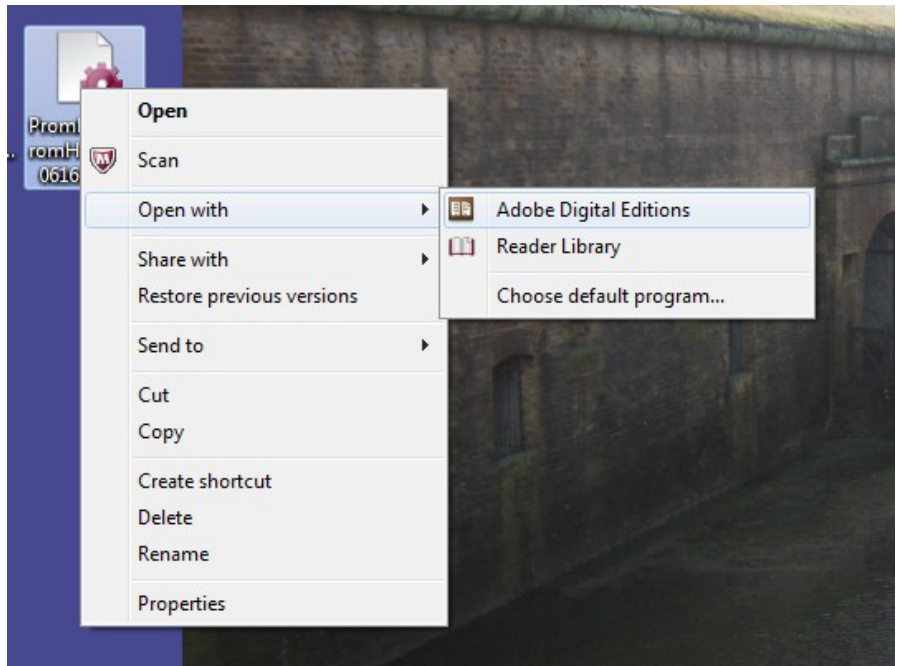 Open
Scan
Open with
Adobe Digital Editions
Reader Library
Choose default program...
Share with
Restore previous versions
Send to
Cut
Copy
Create shortcut
Delete
Rename
Properties
0616